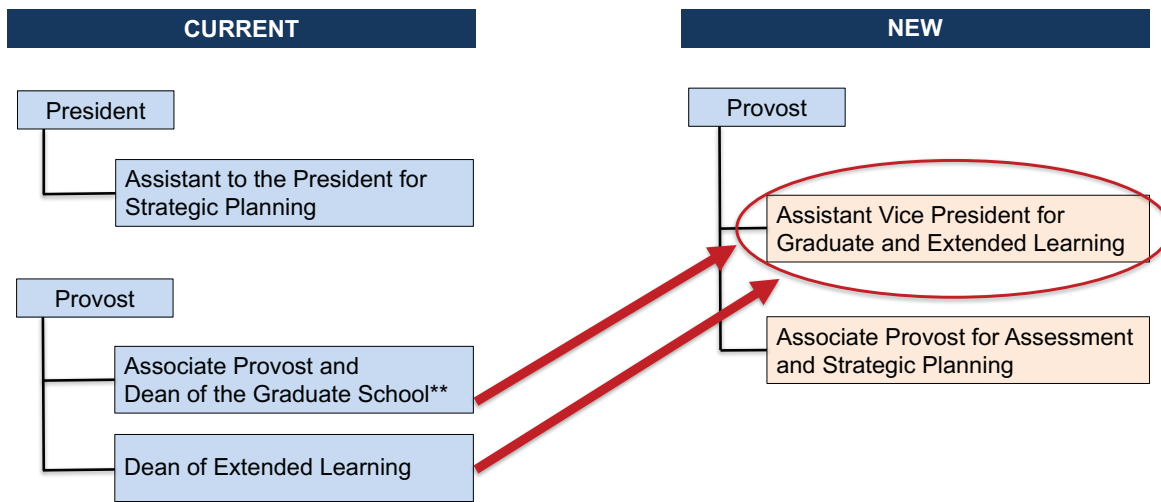 CURRENT
President
Assistant to the President for
Strategic Planning
Provost
Associate Provost and
Dean of the Graduate School**
Dean of Extended Learning
NEW
Provost
Assistant Vice President for
Graduate and Extended Learning
Associate Provost for Assessment
and Strategic Planning